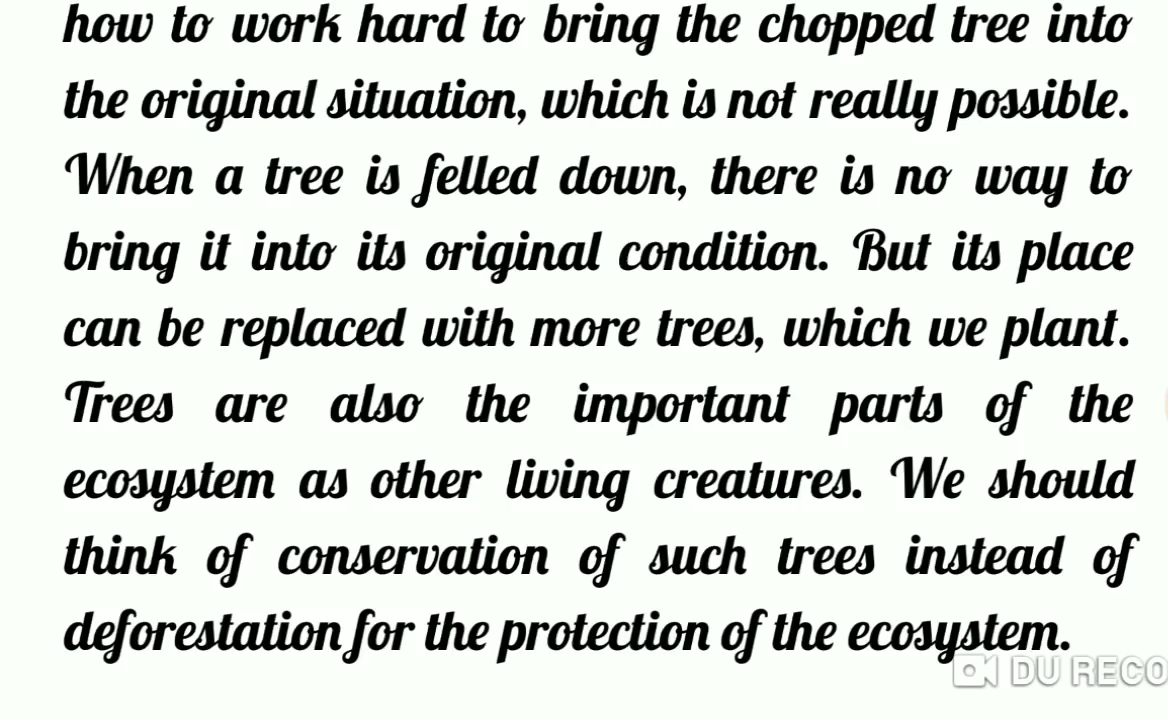 how to work hard to bring the chopped tree into
the original situation, which is not really possible.
When a tree is felled down, there is no way to
bring it into its original condition. But its place
can be replaced with more trees, which we plant.
Trees are also the important parts of the
ecosystem as other living creatures. We should
think of conservation of such trees instead of
deforestation for the protection of the ecosystem.
DU RECO